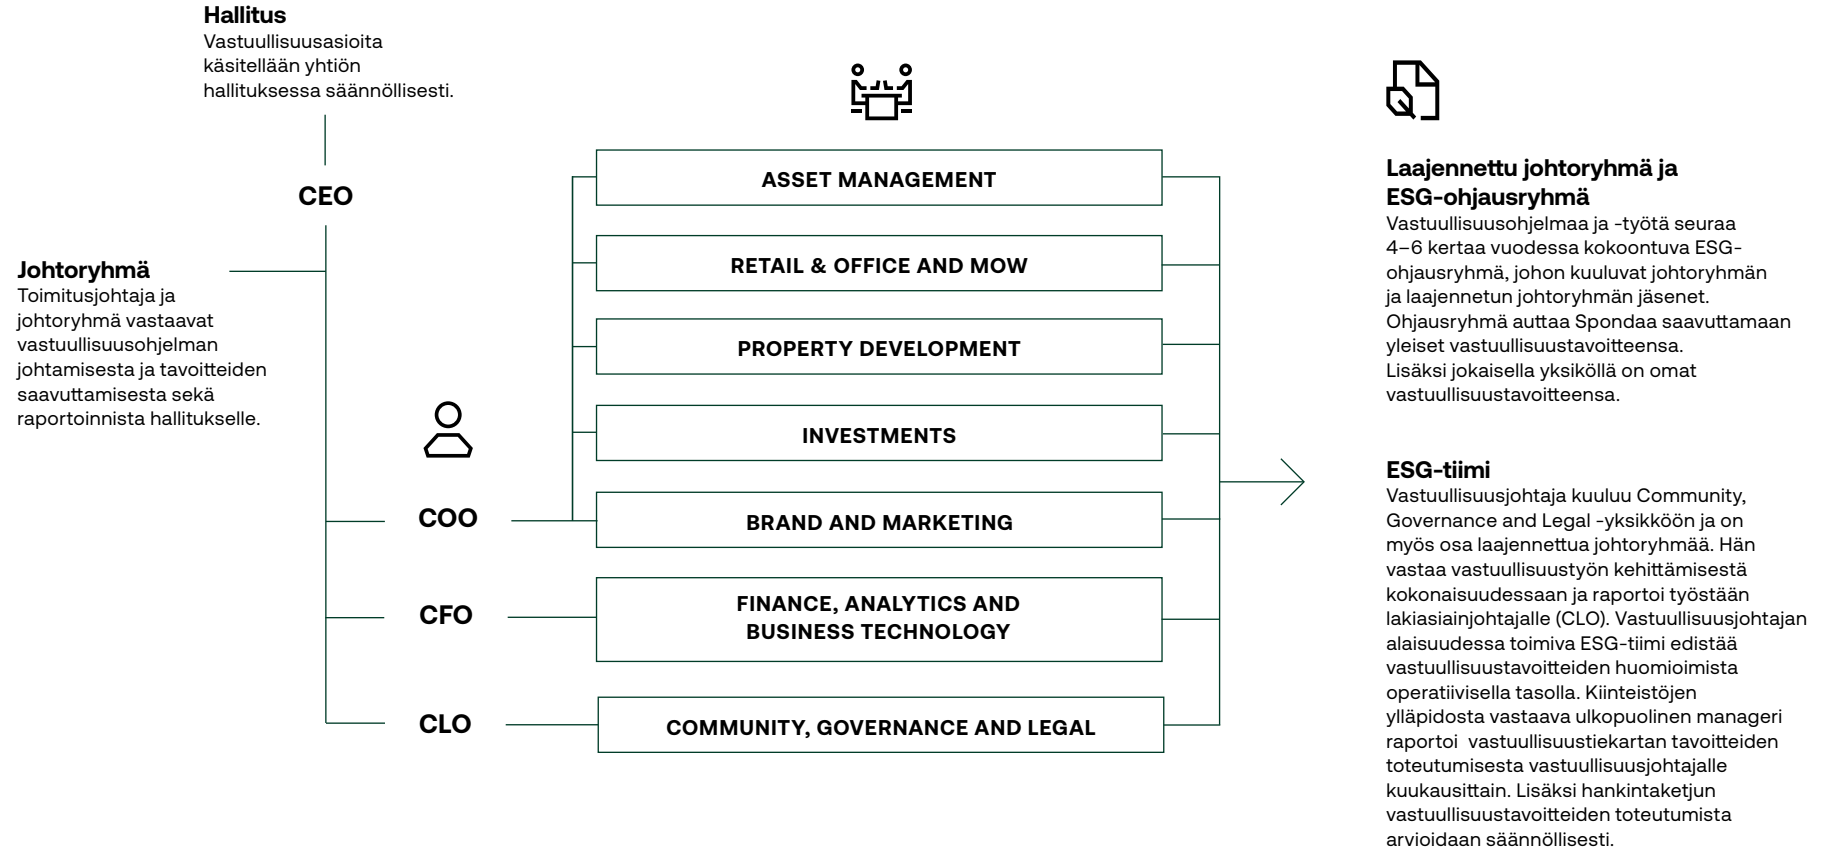 Hallitus
Vastuullisuusasioita
käsitellään yhtiön
hallituksessa säännöllisesti.
CEO
Johtoryhmä
Toimitusjohtaja ja
johtoryhmä vastaavat
vastuullisuusohjelman
johtamisesta ja tavoitteiden
saavuttamisesta sekä
raportoinnista hallitukselle.
COO
CFO
CLO
ASSET MANAGEMENT
RETAIL & OFFICE AND MOW
PROPERTY DEVELOPMENT
INVESTMENTS
BRAND AND MARKETING
FINANCE, ANALYTICS AND
BUSINESS TECHNOLOGY
COMMUNITY, GOVERNANCE AND LEGAL
Laajennettu johtoryhmä ja
ESG-ohjausryhmä
Vastuullisuusohjelmaa ja -työtä seuraa
4–6 kertaa vuodessa kokoontuva ESG-
ohjausryhmä, johon kuuluvat johtoryhmän
ja laajennetun johtoryhmän jäsenet.
Ohjausryhmä auttaa Spondaa saavuttamaan
yleiset vastuullisuustavoitteensa.
Lisäksi jokaisella yksiköllä on omat
vastuullisuustavoitteensa.
ESG-tiimi
Vastuullisuusjohtaja kuuluu Community,
Governance and Legal -yksikköön ja on
myös osa laajennettua johtoryhmää. Hän
vastaa vastuullisuustyön kehittämisestä
kokonaisuudessaan ja raportoi työstään
lakiasiainjohtajalle (CLO). Vastuullisuusjohtajan
alaisuudessa toimiva ESG-tiimi edistää
vastuullisuustavoitteiden huomioimista
operatiivisella tasolla. Kiinteistöjen
ylläpidosta vastaava ulkopuolinen manageri
raportoi vastuullisuustiekartan tavoitteiden
toteutumisesta vastuullisuusjohtajalle
kuukausittain. Lisäksi hankintaketjun
vastuullisuustavoitteiden toteutumista
arvioidaan säännöllisesti.